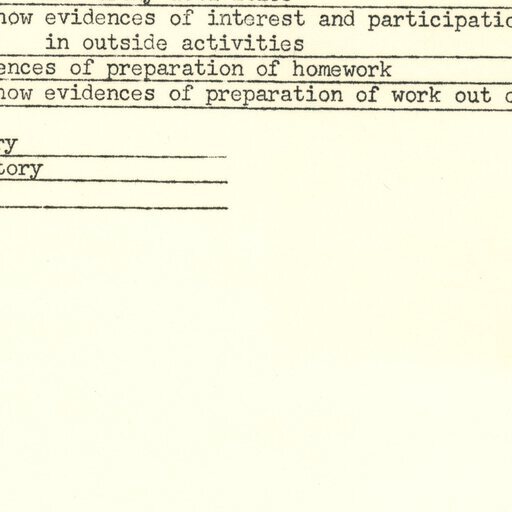 now evidences of interest and participatio
in outside activities
ences of preparation of homework
now evidences of preparation of work out o
ry
tory